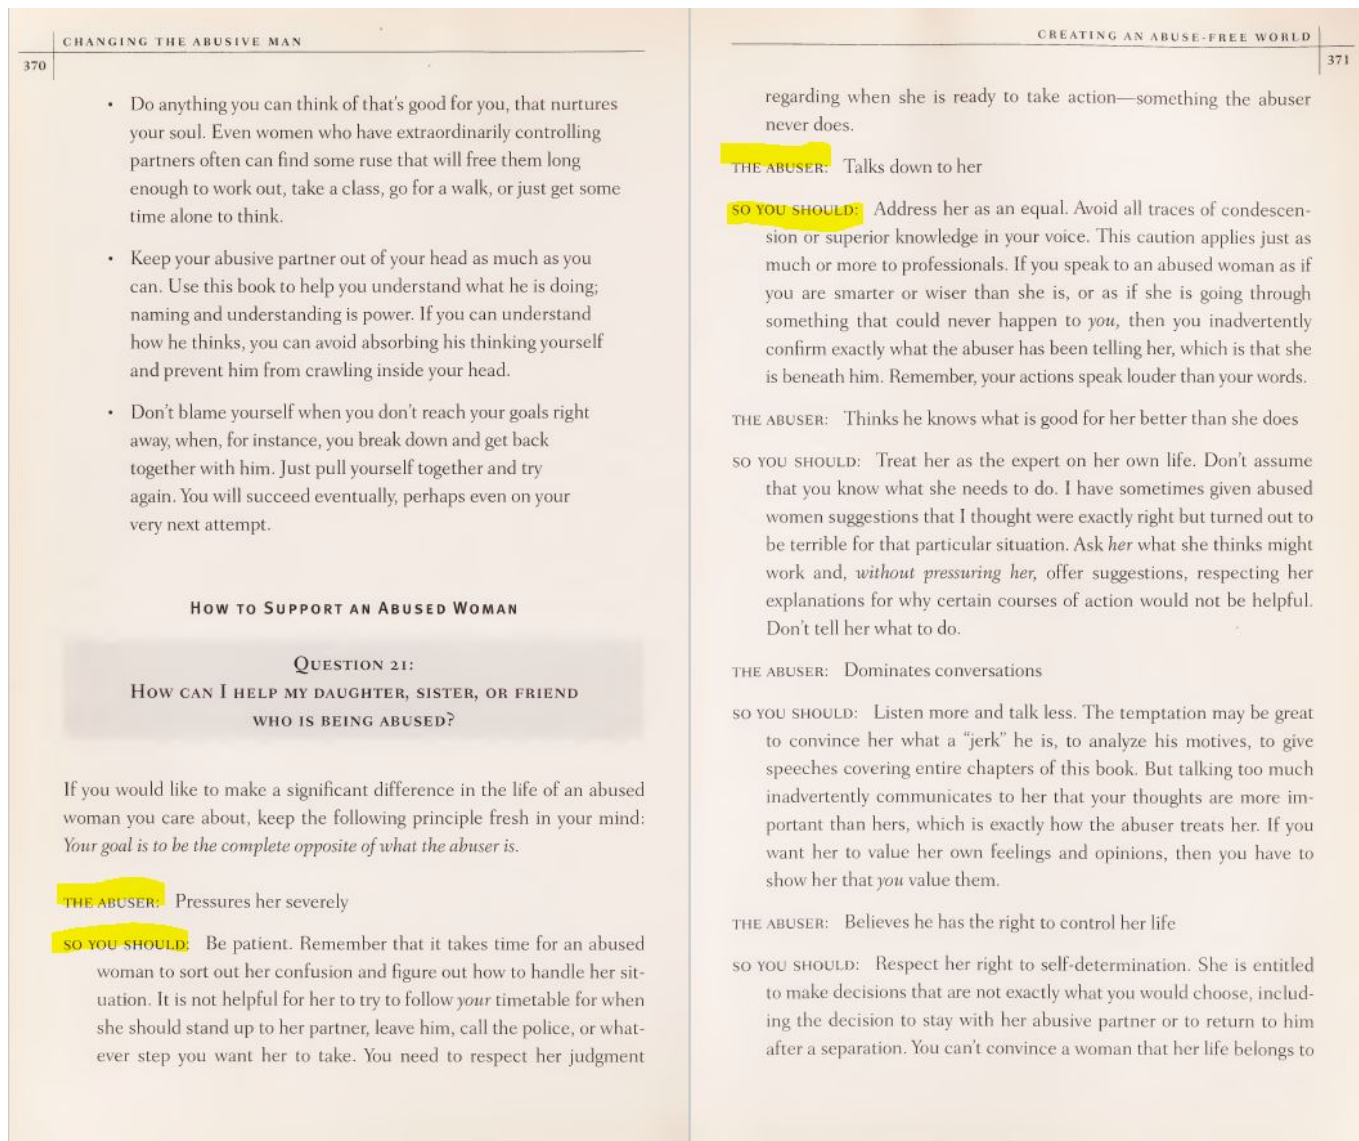 CHANGING THE ABUSIVE MAN
370
• Do anything you can think of that's good for you, that nurtures
your soul. Even women who have extraordinarily controlling
partners often can find some ruse that will free them long
enough to work out, take a class, go for a walk, or just get some
time alone to think.
• Keep your abusive partner out of your head as much as you
can. Use this book to help you understand what he is doing;
naming and understanding is power. If you can understand
how he thinks, you can avoid absorbing his thinking yourself
and prevent him from crawling inside your head.
• Don't blame yourself when you don't reach your goals right
away, when, for instance, you break down and get back
together with him. Just pull yourself together and try
again. You will succeed eventually, perhaps even on your
very next attempt.
HOW TO SUPPORT AN ABUSED WOMAN
QUESTION 21:
HOW CAN I HELP MY DAUGHTER, SISTER, OR FRIEND
WHO IS BEING ABUSED?
If you would like to make a significant difference in the life of an abused
woman you care about, keep the following principle fresh in your mind:
Your goal is to be the complete opposite of what the abuser is.
THE ABUSER: Pressures her severely
SO YOU SHOULD: Be patient. Remember that it takes time for an abused
woman to sort out her confusion and figure out how to handle her sit-
uation. It is not helpful for her to try to follow your timetable for when
she should stand up to her partner, leave him, call the police, or what-
ever step you want her to take. You need to respect her judgment
CREATING AN ABUSE-FREE WORLD
371
regarding when she is ready to take action—something the abuser
never does.
THE ABUSER: Talks down to her
SO YOU SHOULD: Address her as an equal. Avoid all traces of condescen-
sion or superior knowledge in your voice. This caution applies just as
much or more to professionals. If you speak to an abused woman as if
you are smarter or wiser than she is, or as if she is going through
something that could never happen to you, then you inadvertently
confirm exactly what the abuser has been telling her, which is that she
is beneath him. Remember, your actions speak louder than your words.
THE ABUSER: Thinks he knows what is good for her better than she does
SO YOU SHOULD: Treat her as the expert on her own life. Don't assume
that you know what she needs to do. I have sometimes given abused
women suggestions that I thought were exactly right but turned out to
be terrible for that particular situation. Ask her what she thinks might
work and, without pressuring her, offer suggestions, respecting her
explanations for why certain courses of action would not be helpful.
Don't tell her what to do.
THE ABUSER: Dominates conversations
SO YOU SHOULD: Listen more and talk less. The temptation may be great
to convince her what a "jerk" he is, to analyze his motives, to give
speeches covering entire chapters of this book. But talking too much
inadvertently communicates to her that your thoughts are more im-
portant than hers, which is exactly how the abuser treats her. If you
want her to value her own feelings and opinions, then you have to
show her that you value them.
THE ABUSER: Believes he has the right to control her life
SO YOU SHOULD: Respect her right to self-determination. She is entitled
to make decisions that are not exactly what you would choose, includ-
ing the decision to stay with her abusive partner or to return to him
after a separation. You can't convince a woman that her life belongs to